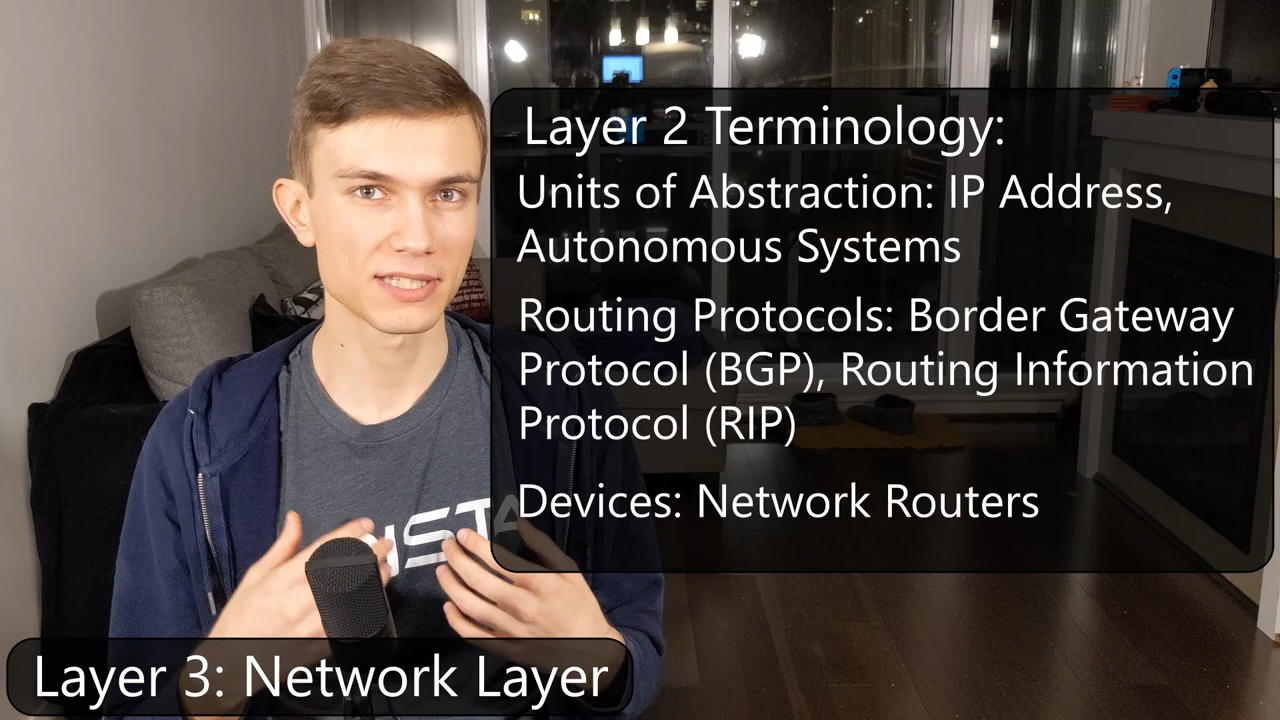 Layer 2 Terminology:
Units of Abstraction: IP Address,
Autonomous Systems
Routing Protocols: Border Gateway
Protocol (BGP), Routing Information
Protocol (RIP)
Devices: Network Routers
Layer 3: Network Layer